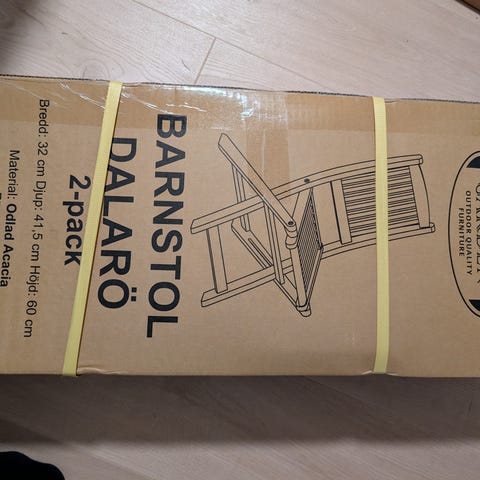 BARNSTOL
DALARÖ
2-pack
Bredd: 32 cm Djup: 41,5 cm Höjd: 60 cm
Material: Odlad Acacia
OUTDOOR QUALITY
FURNITURE